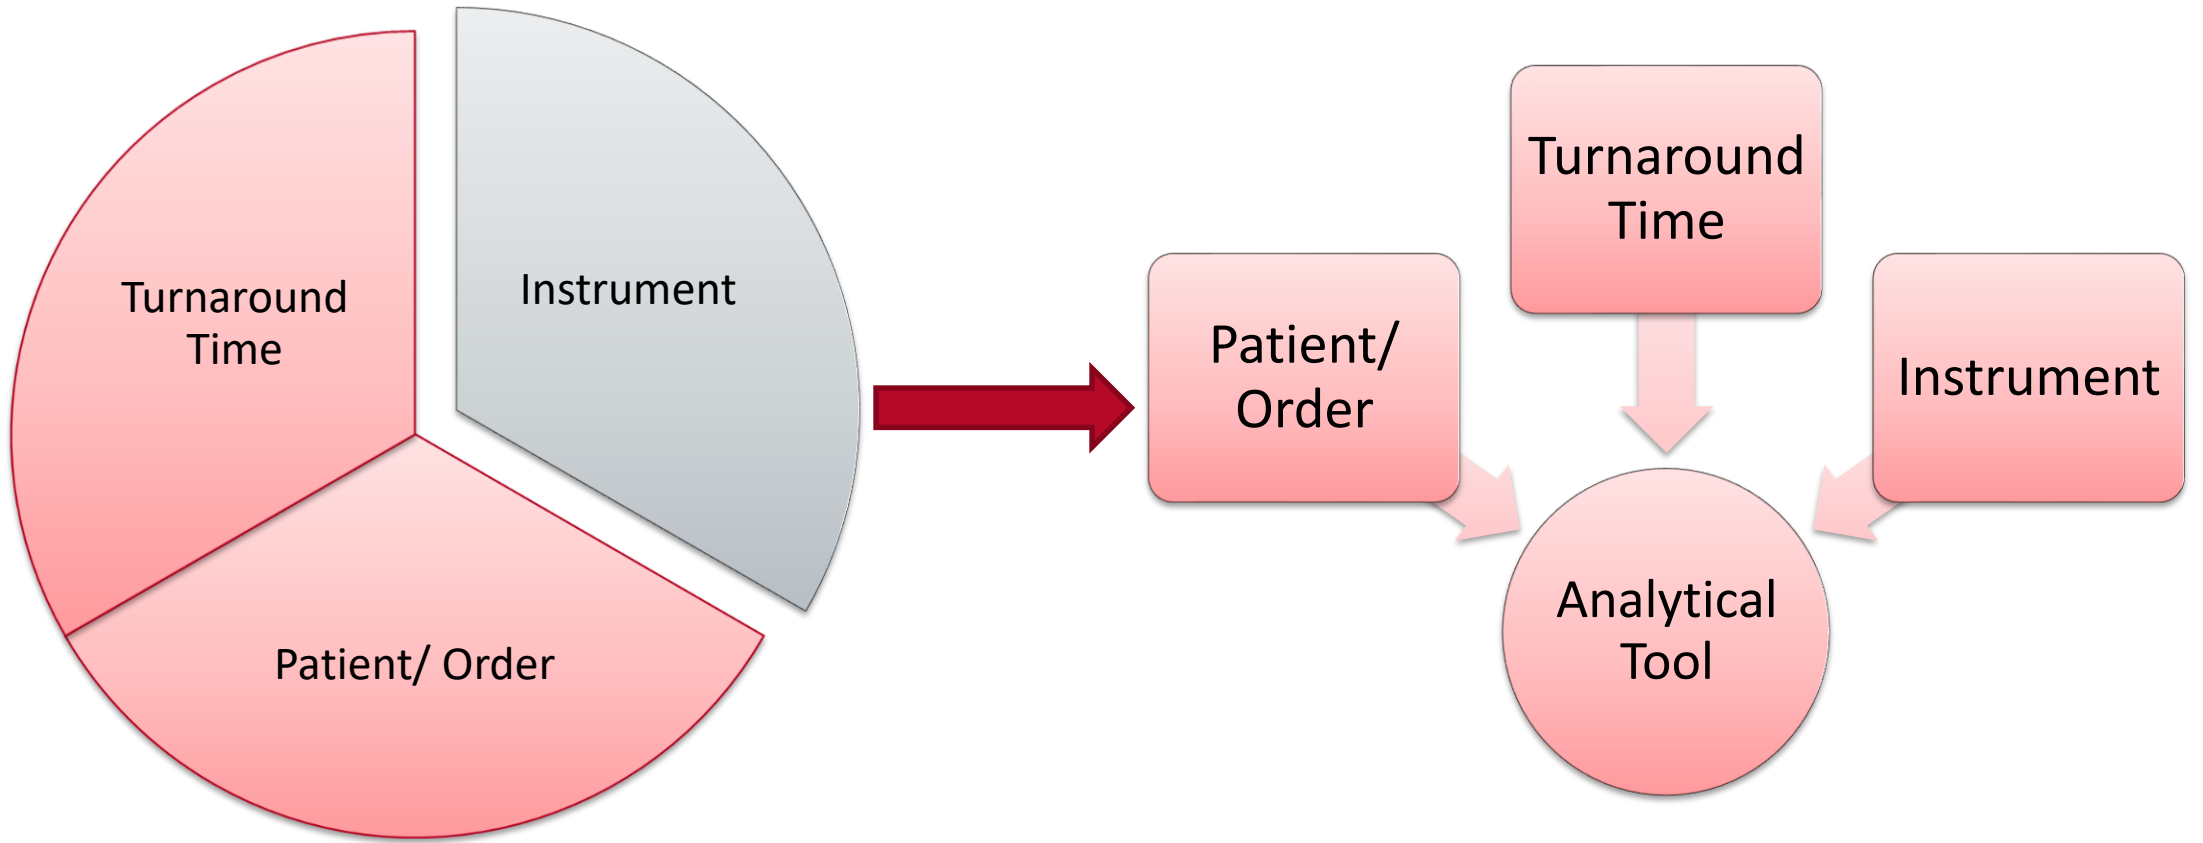 Turnaround
Time
Instrument
Patient/ Order
Patient/
Order
Turnaround
Time
Instrument
Analytical
Tool